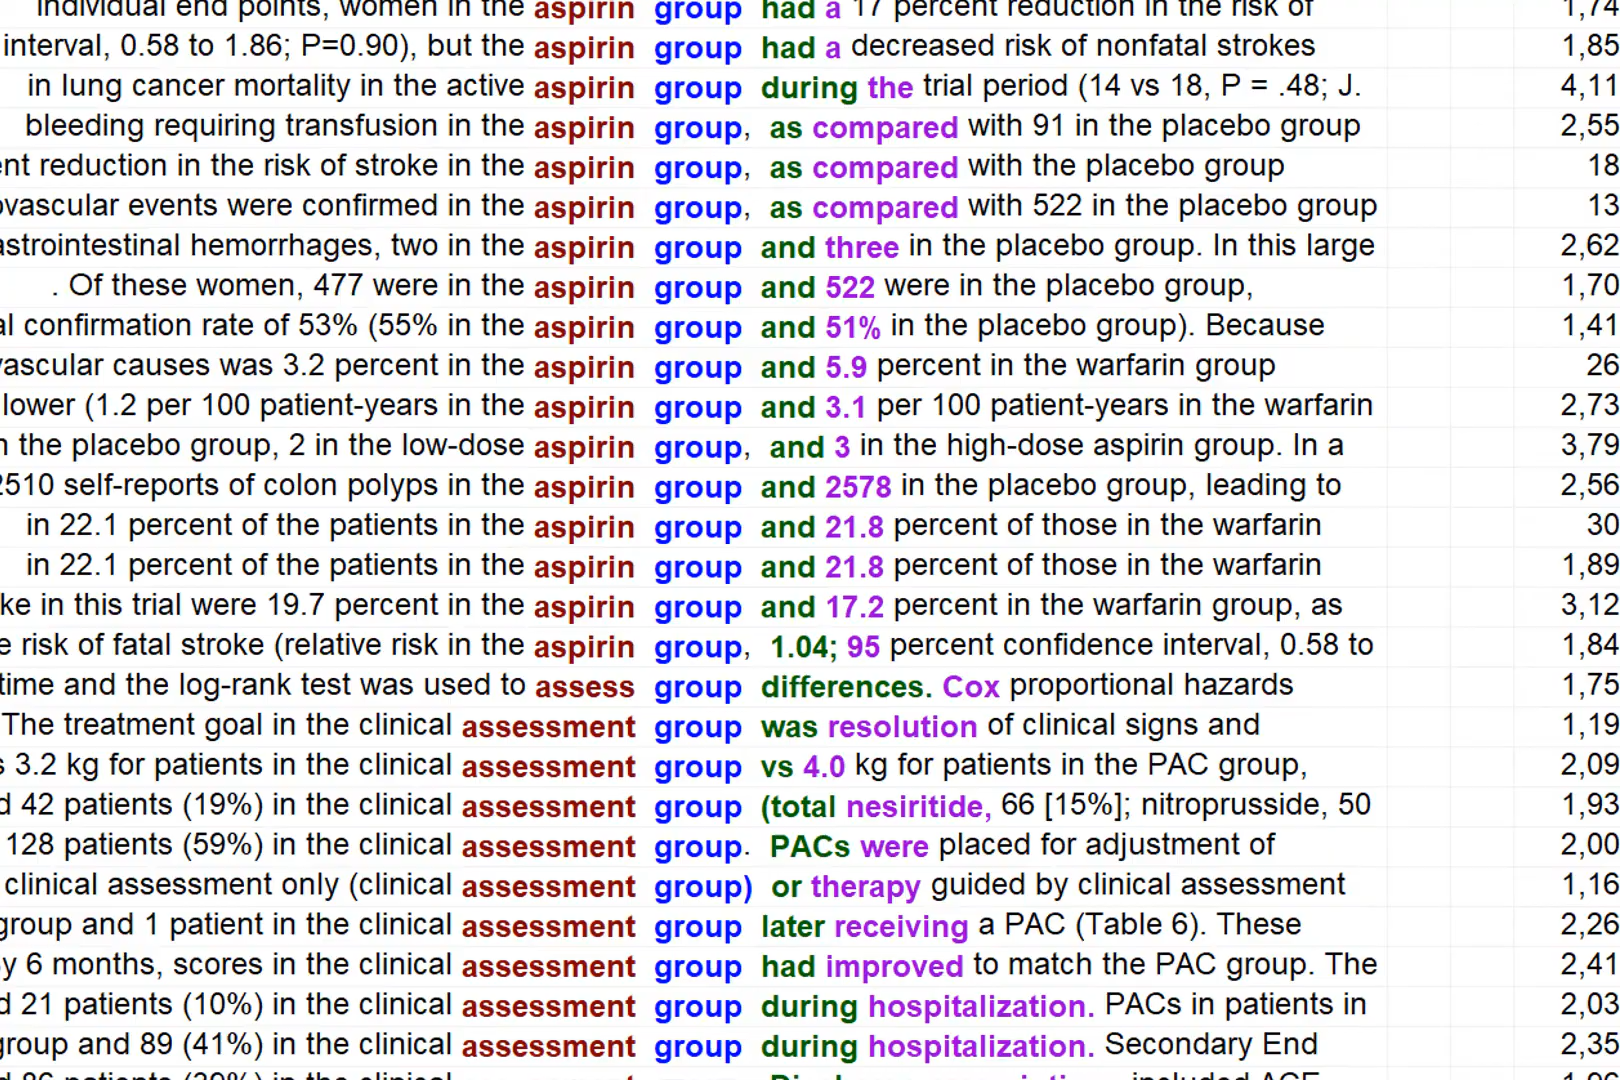 individual end points, women in the aspirin group had a 17 percent reduction in the risk of 1,74
interval, 0.58 to 1.86; P=0.90), but the aspirin group had a decreased risk of nonfatal strokes 1,85
in lung cancer mortality in the active aspirin group during the trial period (14 vs 18, P = .48; J. 4,11
bleeding requiring transfusion in the aspirin group, as compared with 91 in the placebo group 2,55
nt reduction in the risk of stroke in the aspirin group, as compared with the placebo group 18
ovascular events were confirmed in the aspirin group, as compared with 522 in the placebo group 13
astrointestinal hemorrhages, two in the aspirin group and three in the placebo group. In this large 2,62
. Of these women, 477 were in the aspirin group and 522 were in the placebo group, 1,70
al confirmation rate of 53% (55% in the aspirin group and 51% in the placebo group). Because 1,41
vascular causes was 3.2 percent in the aspirin group and 5.9 percent in the warfarin group 26
lower (1.2 per 100 patient-years in the aspirin group and 3.1 per 100 patient-years in the warfarin 2,73
n the placebo group, 2 in the low-dose aspirin group, and 3 in the high-dose aspirin group. In a 3,79
2510 self-reports of colon polyps in the aspirin group and 2578 in the placebo group, leading to 2,56
in 22.1 percent of the patients in the aspirin group and 21.8 percent of those in the warfarin 30
in 22.1 percent of the patients in the aspirin group and 21.8 percent of those in the warfarin 1,89
ke in this trial were 19.7 percent in the aspirin group and 17.2 percent in the warfarin group, as 3,12
e risk of fatal stroke (relative risk in the aspirin group, 1.04; 95 percent confidence interval, 0.58 to 1,84
time and the log-rank test was used to assess group differences. Cox proportional hazards 1,75
The treatment goal in the clinical assessment group was resolution of clinical signs and 1,19
s 3.2 kg for patients in the clinical assessment group vs 4.0 kg for patients in the PAC group, 2,09
d 42 patients (19%) in the clinical assessment group (total nesiritide, 66 [15%]; nitroprusside, 50 1,93
128 patients (59%) in the clinical assessment group. PACs were placed for adjustment of 2,00
clinical assessment only (clinical assessment group) or therapy guided by clinical assessment 1,16
group and 1 patient in the clinical assessment group later receiving a PAC (Table 6). These 2,26
y 6 months, scores in the clinical assessment group had improved to match the PAC group. The 2,41
d 21 patients (10%) in the clinical assessment group during hospitalization. PACs in patients in 2,03
group and 89 (41%) in the clinical assessment group during hospitalization. Secondary End 2,35